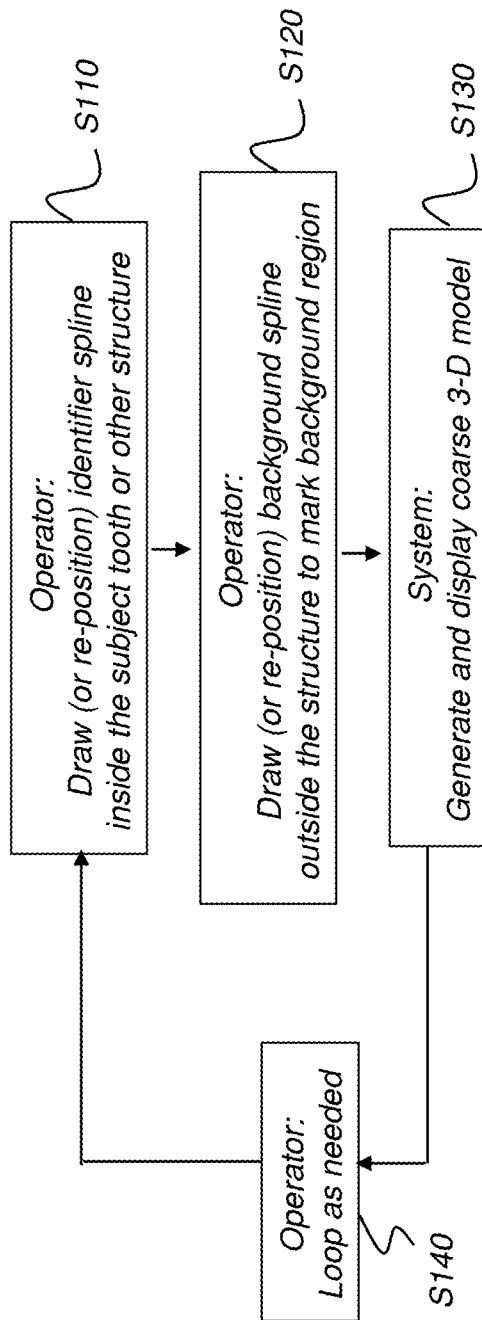 Operator:
Draw (or re-position) identifier spline
inside the subject tooth or other structure
S110
Operator:
Draw (or re-position) background spline
outside the structure to mark background region
S120
System:
Generate and display coarse 3-D model
S130
Operator:
Loop as needed
S140